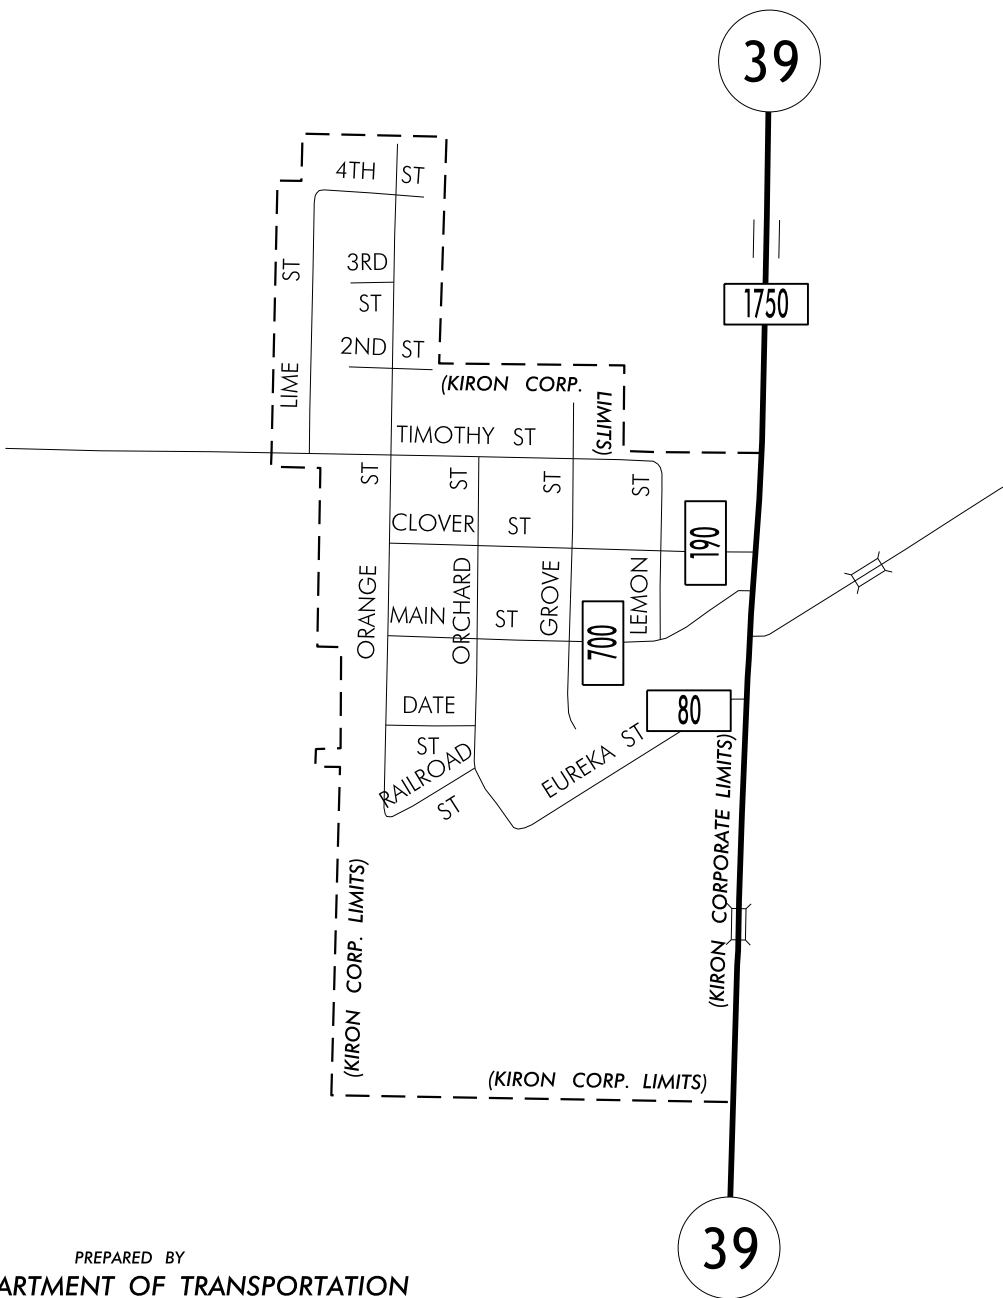 39
4TH ST
LIME ST
3RD
ST
1750
2ND ST
(KIRON CORP.
LIMITS)
TIMOTHY ST
ORANGE ST
ORCHARD ST
GROVE ST
LEMON ST
CLOVER ST
190
MAIN ST
700
DATE
ST
80
RAILROAD
ST
EUREKA ST
(KIRON CORPORATE LIMITS)
(KIRON CORP. LIMITS)
(KIRON CORP. LIMITS)
39
PREPARED BY
ARTMENT OF TRANSPORTATION